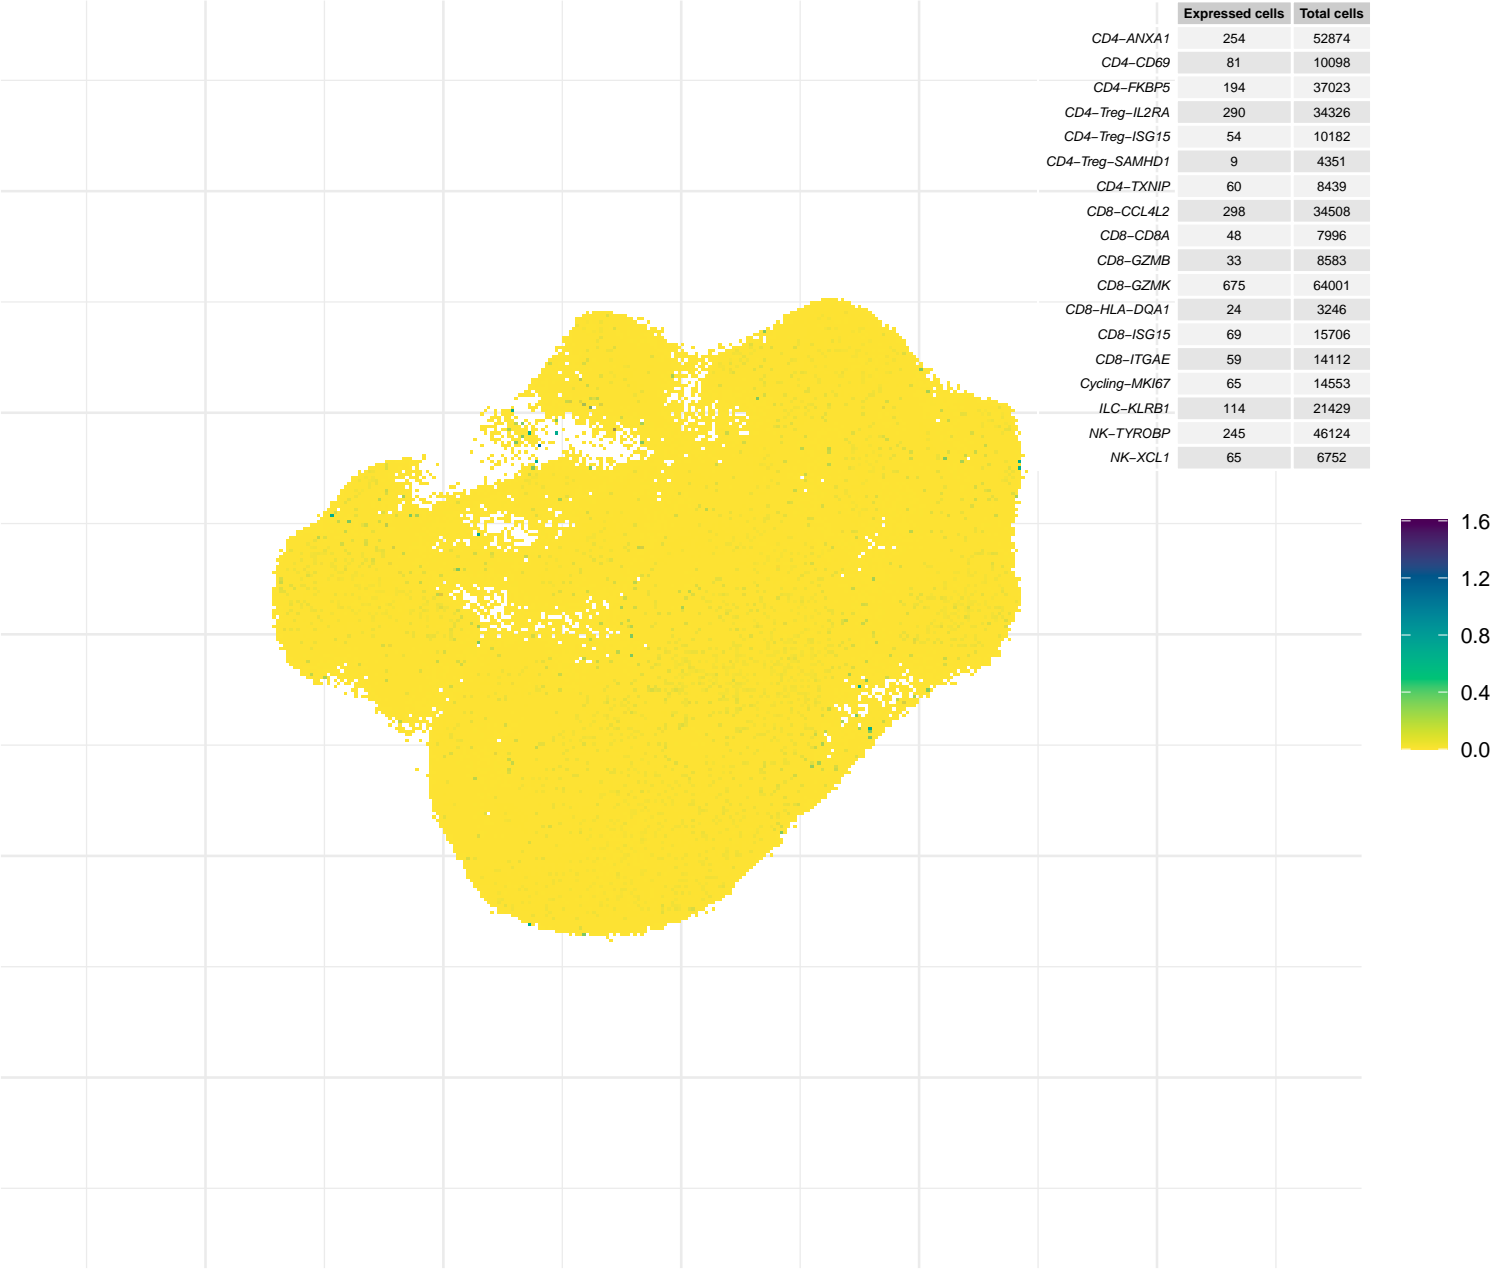 Expressed cells Total cells
CD4−ANXA1 254 52874
CD4−CD69 81 10098
CD4−FKBP5 194 37023
CD4−Treg−IL2RA 290 34326
CD4−Treg−ISG15 54 10182
CD4−Treg−SAMHD1 9 4351
CD4−TXNIP 60 8439
CD8−CCL4L2 298 34508
CD8−CD8A 48 7996
CD8−GZMB 33 8583
CD8−GZMK 675 64001
CD8−HLA−DQA1 24 3246
CD8−ISG15 69 15706
CD8−ITGAE 59 14112
Cycling−MKI67 65 14553
ILC−KLRB1 114 21429
NK−TYROBP 245 46124
NK−XCL1 65 6752
1.6
1.2
0.8
0.4
0.0